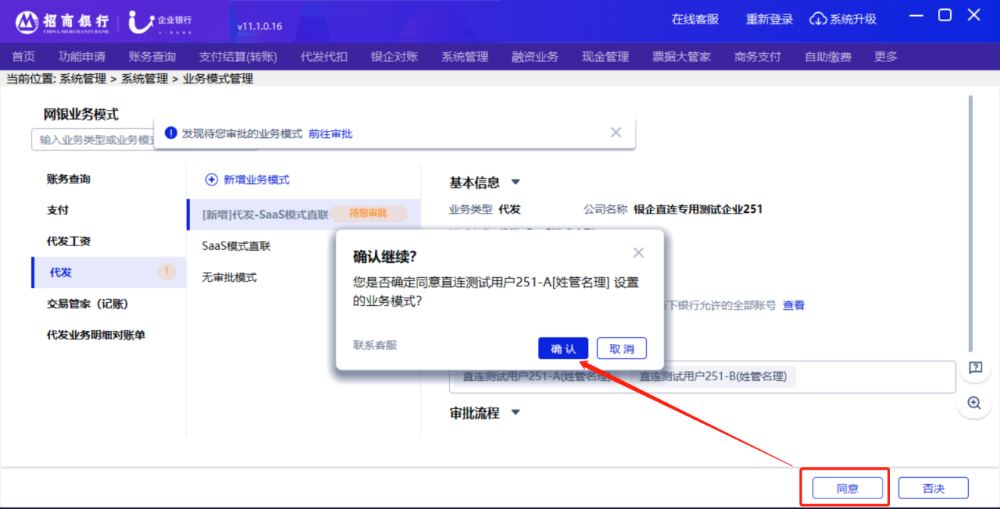 招商银行
CHINA MERCHANTS BANK
企业银行
U-BANK
v11.1.0.16
在线客服
重新登录
系统升级
首页 功能申请 账务查询 支付结算(转账) 代发代扣 银企对账 系统管理 融资业务 现金管理 票据大管家 商务支付 自助缴费 更多
当前位置: 系统管理 > 系统管理 > 业务模式管理
网银业务模式
输入业务类型或业务模式
发现待您审批的业务模式 前往审批
账务查询
支付
代发工资
代发 1
交易管家（记账）
代发业务明细对账单
新增业务模式
[新增]代发-SaaS模式直联 待您审批
SaaS模式直联
无审批模式
基本信息
业务类型 代发 公司名称 银企直连专用测试企业251
确认继续?
您是否确定同意直连测试用户251-A[姓管名理] 设置
的业务模式?
联系客服
确认
取消
下银行允许的全部账号 查看
直连测试用户251-A(姓管名理)
直连测试用户251-B(姓管名理)
审批流程
同意
否决